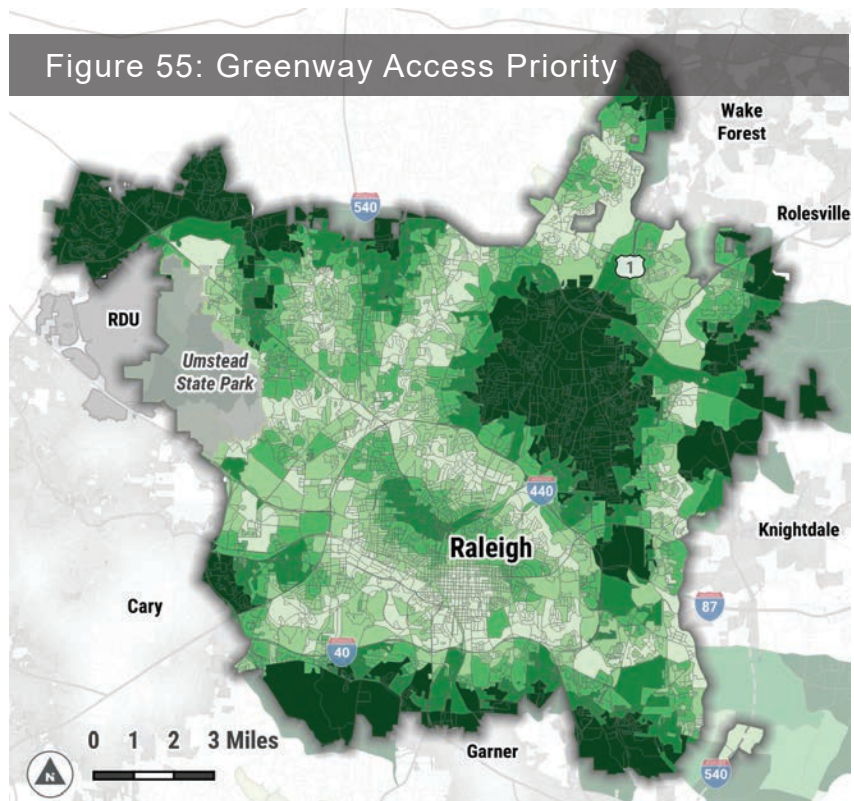 Figure 55: Greenway Access Priority
Wake
Forest
Rolesville
540
1
RDU
Umstead
State Park
440
Raleigh
Knightdale
87
Cary
40
0 1 2 3 Miles
Garner
N
540